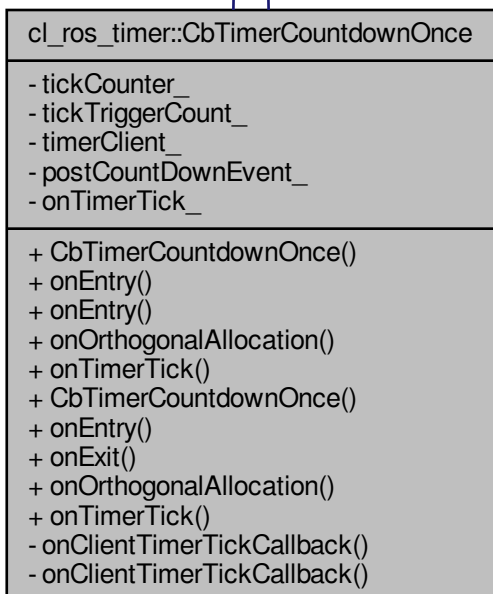 cl_ros_timer::CbTimerCountdownOnce
- tickCounter_
- tickTriggerCount_
- timerClient_
- postCountDownEvent_
- onTimerTick_
+ CbTimerCountdownOnce()
+ onEntry()
+ onEntry()
+ onOrthogonalAllocation()
+ onTimerTick()
+ CbTimerCountdownOnce()
+ onEntry()
+ onExit()
+ onOrthogonalAllocation()
+ onTimerTick()
- onClientTimerTickCallback()
- onClientTimerTickCallback()